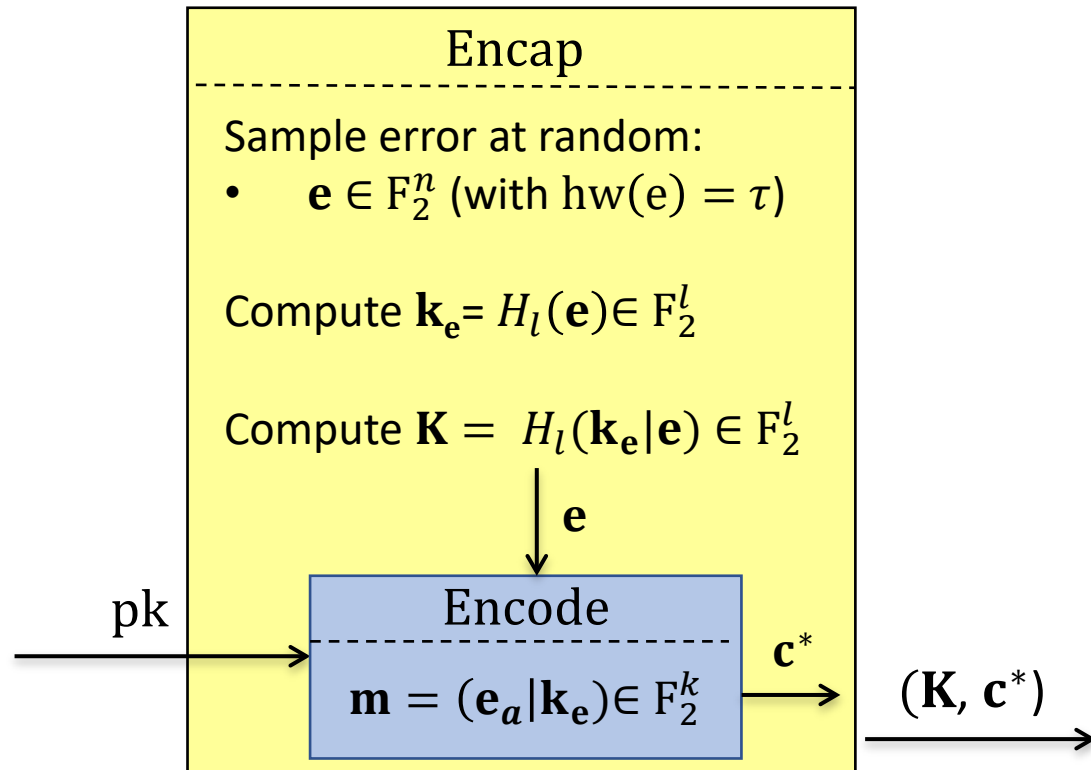 Encap
Sample error at random:
• 𝐞 ∈ F₂ⁿ (with hw(e) = 𝜏)
Compute 𝐤ₑ= 𝐻ₗ(𝐞)∈ F₂ˡ
Compute 𝐊 = 𝐻ₗ(𝐤ₑ|𝐞) ∈ F₂ˡ
𝐞
pk
Encode
𝐜*
𝐦 = (𝐞ₐ|𝐤ₑ)∈ F₂ᵏ
(𝐊, 𝐜*)